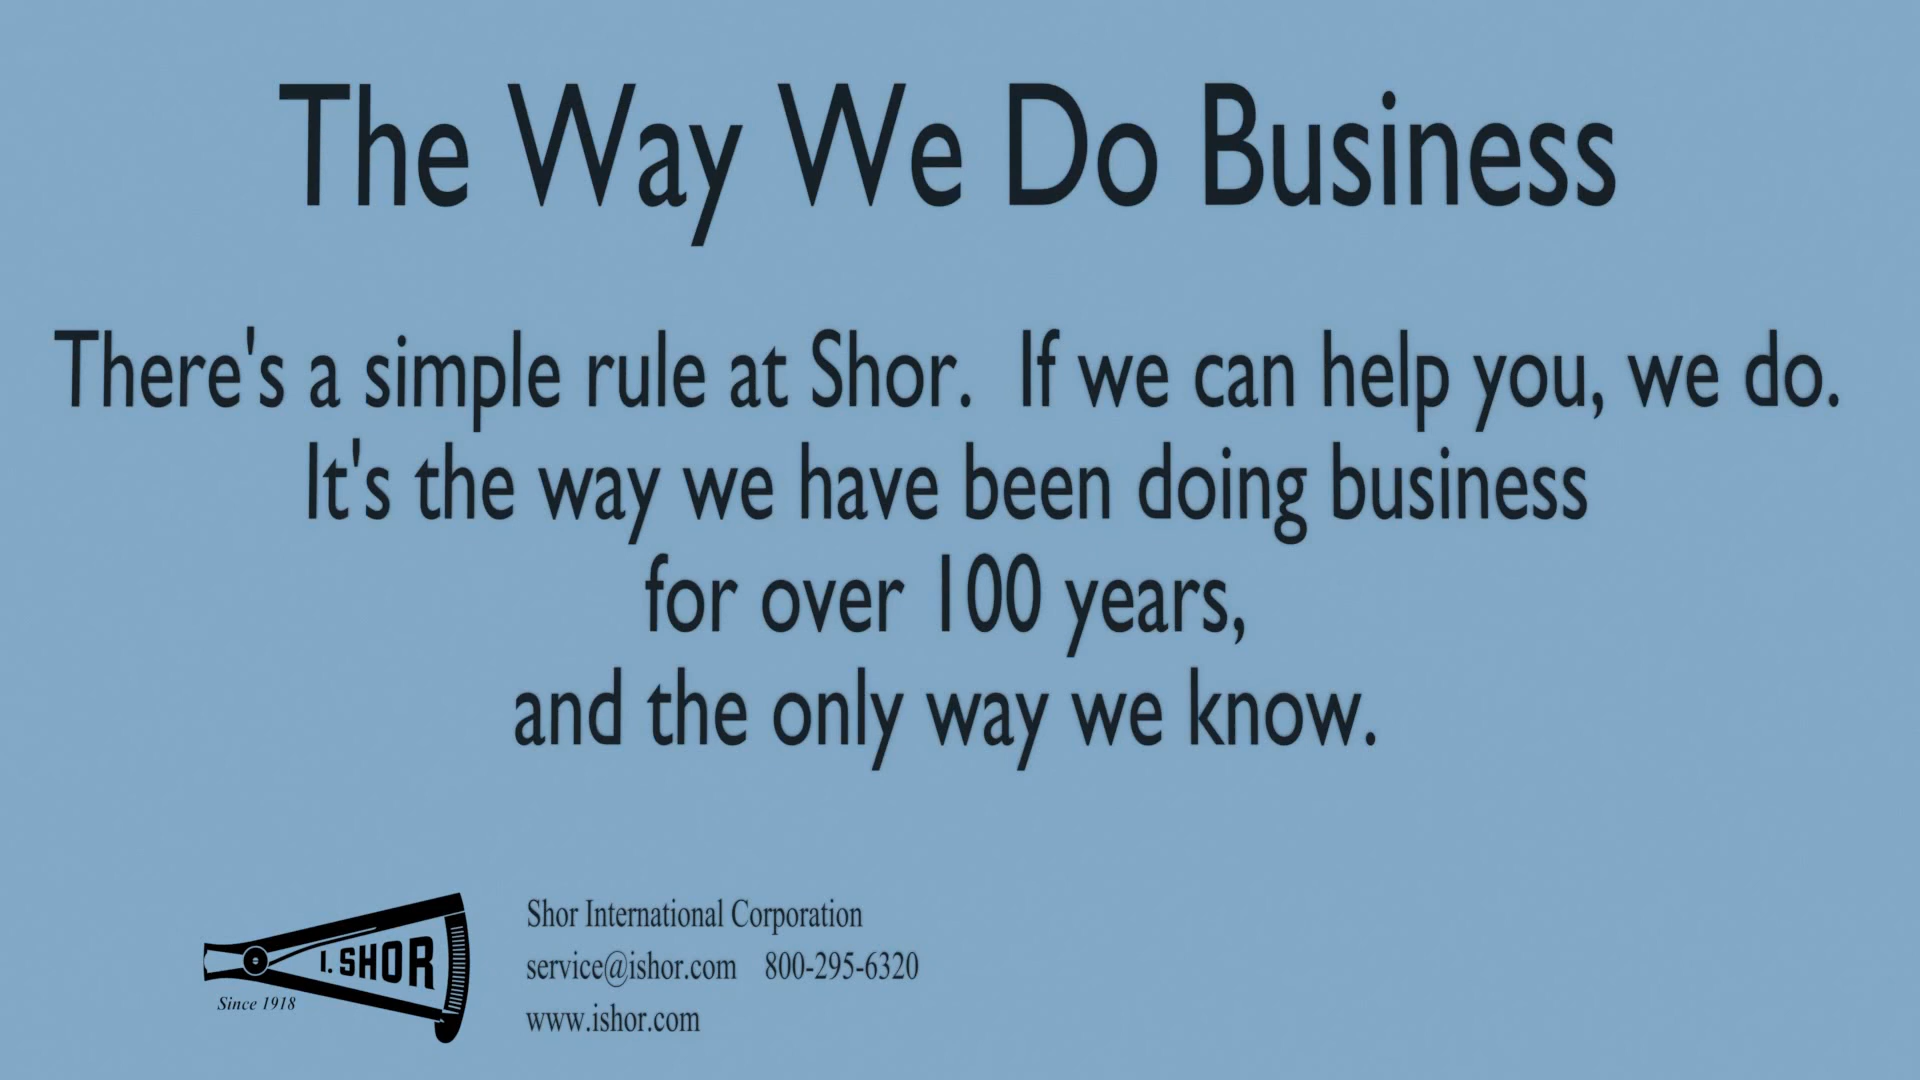 The Way We Do Business
There's a simple rule at Shor.  If we can help you, we do.
It's the way we have been doing business
for over 100 years,
and the only way we know.
I. SHOR
Since 1918
Shor International Corporation
service@ishor.com    800-295-6320
www.ishor.com